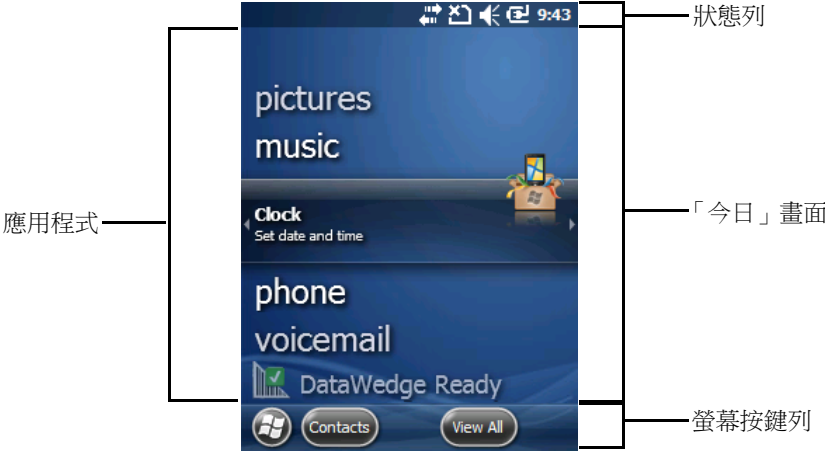 9:43
狀態列
pictures
music
應用程式
Clock
Set date and time
「今日」畫面
phone
voicemail
DataWedge Ready
Contacts
View All
螢幕按鍵列